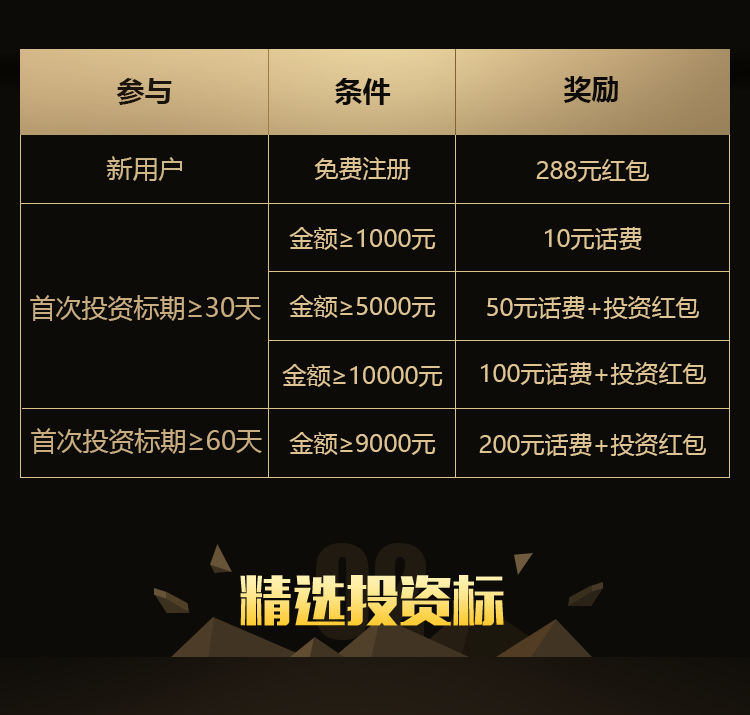 参与 条件 奖励
新用户 免费注册 288元红包
首次投资标期≥30天 金额≥1000元 10元话费
金额≥5000元 50元话费+投资红包
金额≥10000元 100元话费+投资红包
首次投资标期≥60天 金额≥9000元 200元话费+投资红包
精选投资标